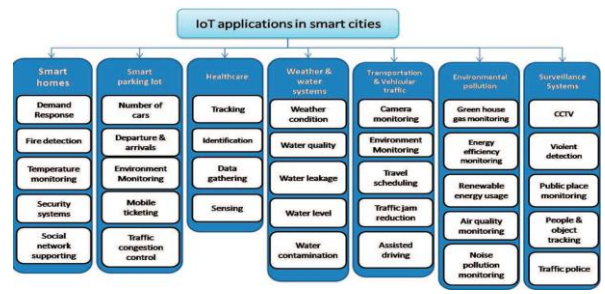 IoT applications in smart cities
Smart
homes
Demand
Response
Fire detection
Temperature
monitoring
Security
systems
Social
network
supporting
Smart
parking lot
Number of
cars
Departure &
arrivals
Environment
Monitoring
Mobile
ticketing
Traffic
congestion
control
Healthcare
Tracking
Identification
Data
gathering
Sensing
Weather &
water
systems
Weather
condition
Water quality
Water leakage
Water level
Water
contamination
Transportation
& Vehicular
traffic
Camera
monitoring
Environment
Monitoring
Travel
scheduling
Traffic jam
reduction
Assisted
driving
Environmental
pollution
Green house
gas monitoring
Energy
efficiency
monitoring
Renewable
energy usage
Air quality
monitoring
Noise
pollution
monitoring
Surveillance
Systems
CCTV
Violent
detection
Public place
monitoring
People &
object
tracking
Traffic police